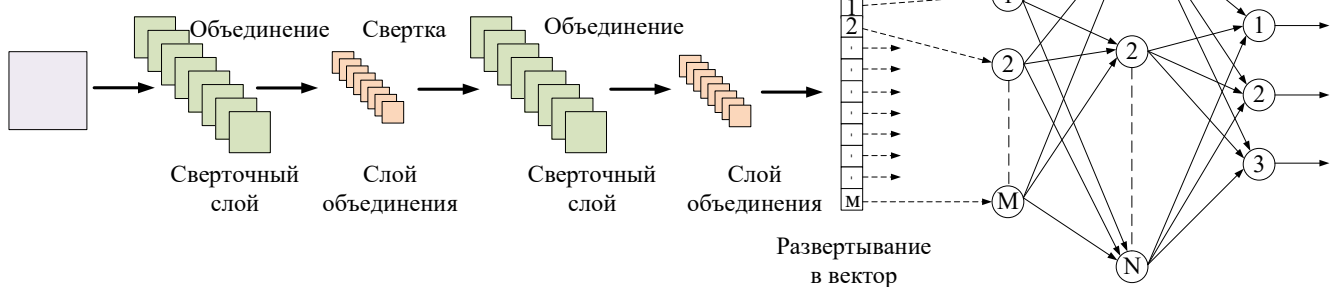 Объединение
Свертка
Объединение
Сверточный
слой
Слой
объединения
Сверточный
слой
Слой
объединения
1
2
м
Развертывание
в вектор
2
M
2
N
1
2
3